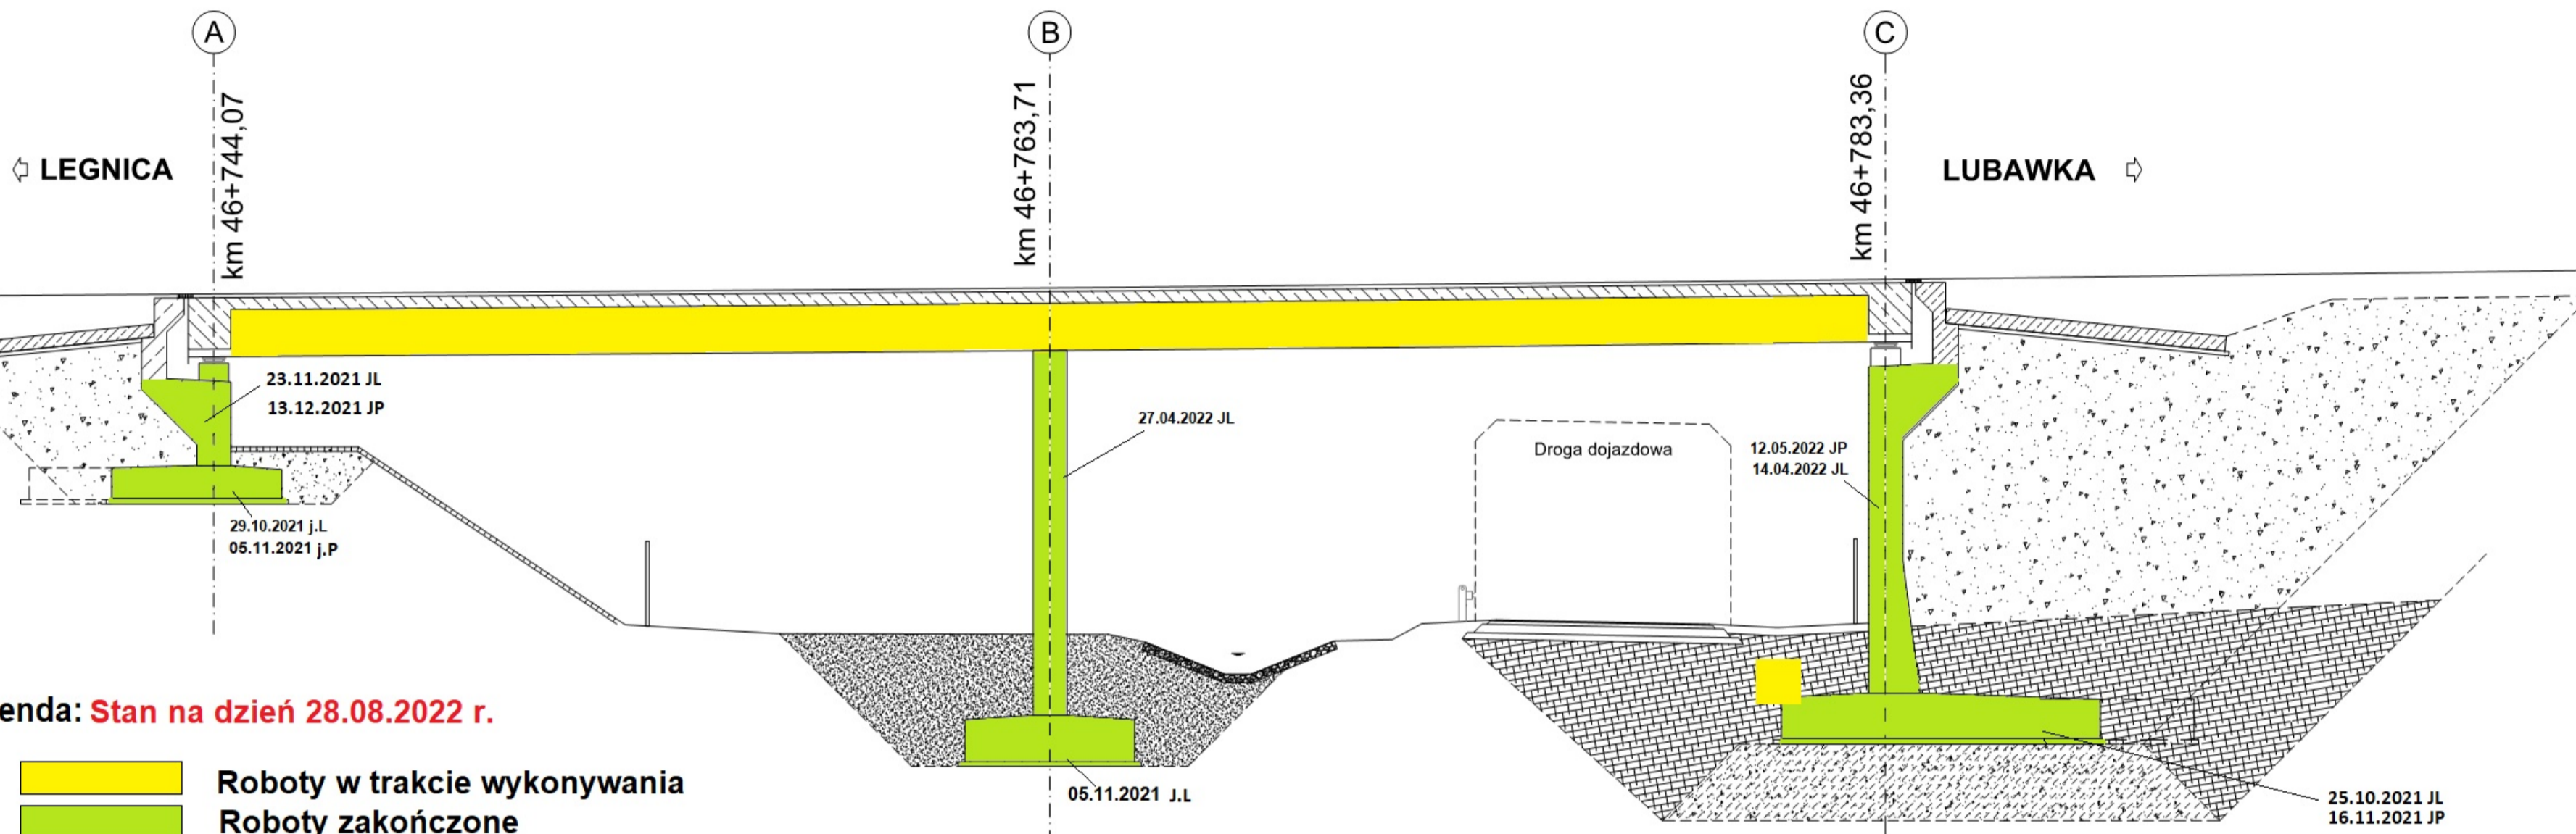 A
B
C
km 46+744,07
km 46+763,71
km 46+783,36
LEGNICA
LUBAWKA
23.11.2021 JL
13.12.2021 JP
27.04.2022 JL
Droga dojazdowa
12.05.2022 JP
14.04.2022 JL
29.10.2021 j.L
05.11.2021 j.P
enda: Stan na dzień 28.08.2022 r.
Roboty w trakcie wykonywania
Roboty zakończone
05.11.2021 J.L
25.10.2021 JL
16.11.2021 JP